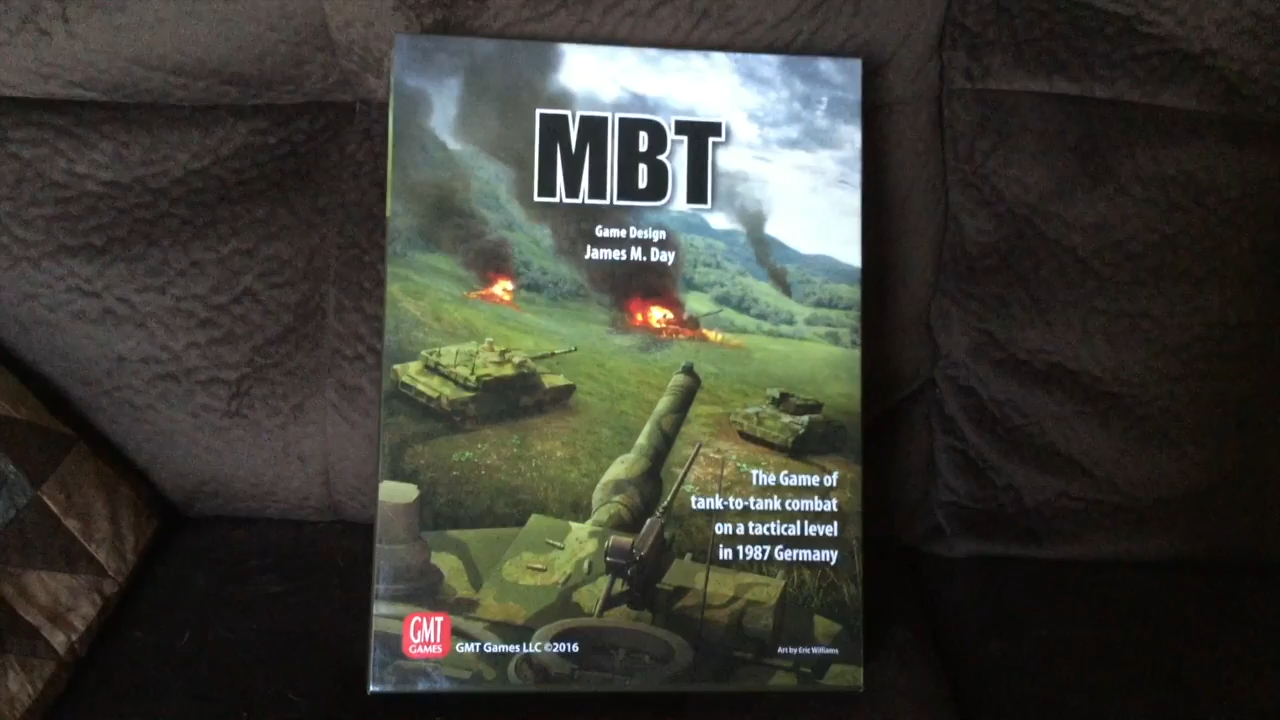 MBT
Game Design
James M. Day
The Game of
tank-to-tank combat
on a tactical level
in 1987 Germany
GMT
GAMES
GMT Games LLC ©2016
Art by Eric Williams